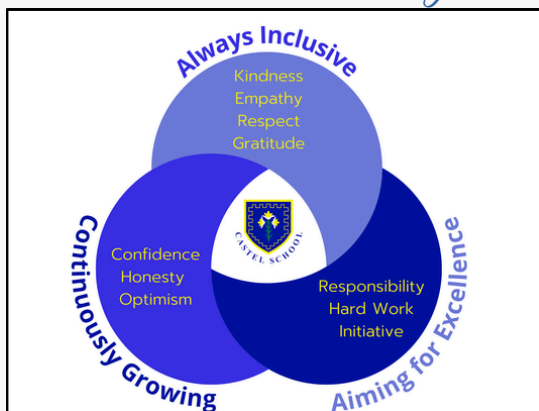 Always Inclusive
Kindness
Empathy
Respect
Gratitude
CASTEL SCHOOL
Continuously Growing
Confidence
Honesty
Optimism
Responsibility
Hard Work
Initiative
Aiming for Excellence